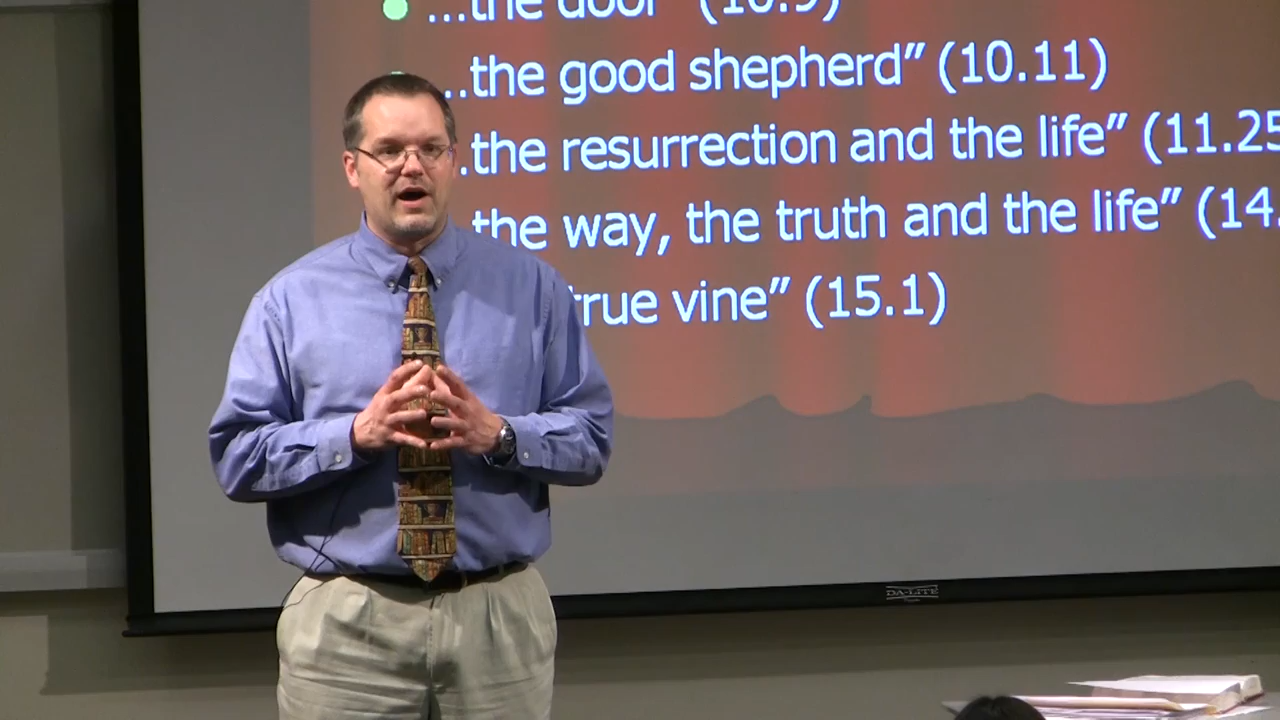 ...the door" (10.9)
...the good shepherd” (10.11)
.the resurrection and the life” (11.25
the way, the truth and the life” (14.
true vine” (15.1)
DA-LITE